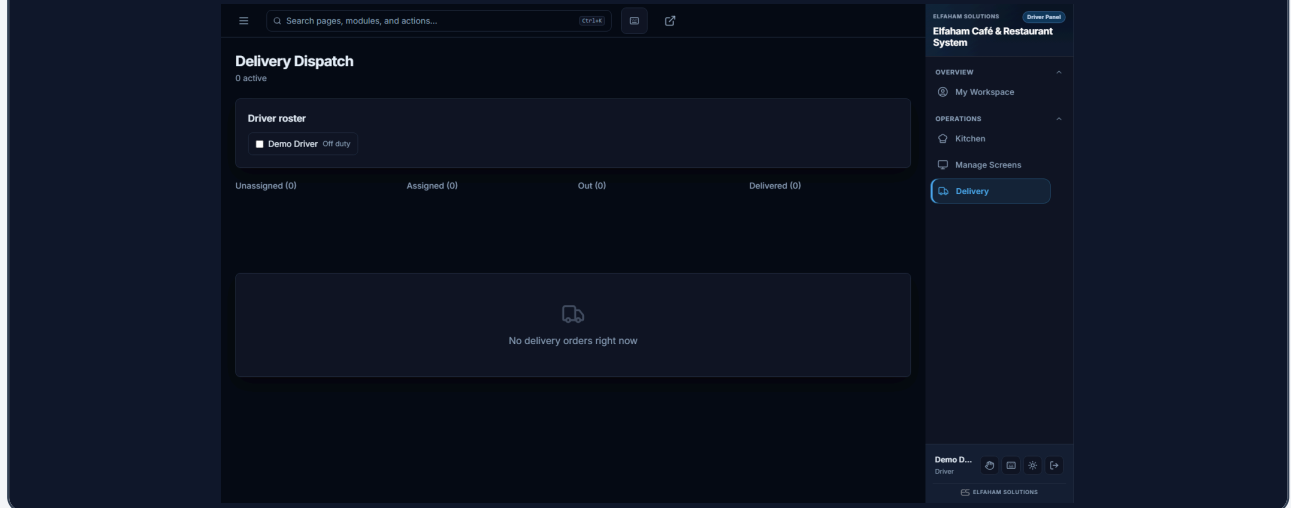 Search pages, modules, and actions...
Ctrl+K
Delivery Dispatch
0 active
Driver roster
Demo Driver Off duty
Unassigned (0)
Assigned (0)
Out (0)
Delivered (0)
No delivery orders right now
ELFAHAM SOLUTIONS
Driver Panel
Elfaham Café & Restaurant
System
OVERVIEW
My Workspace
OPERATIONS
Kitchen
Manage Screens
Delivery
Demo D...
Driver
ELFAHAM SOLUTIONS